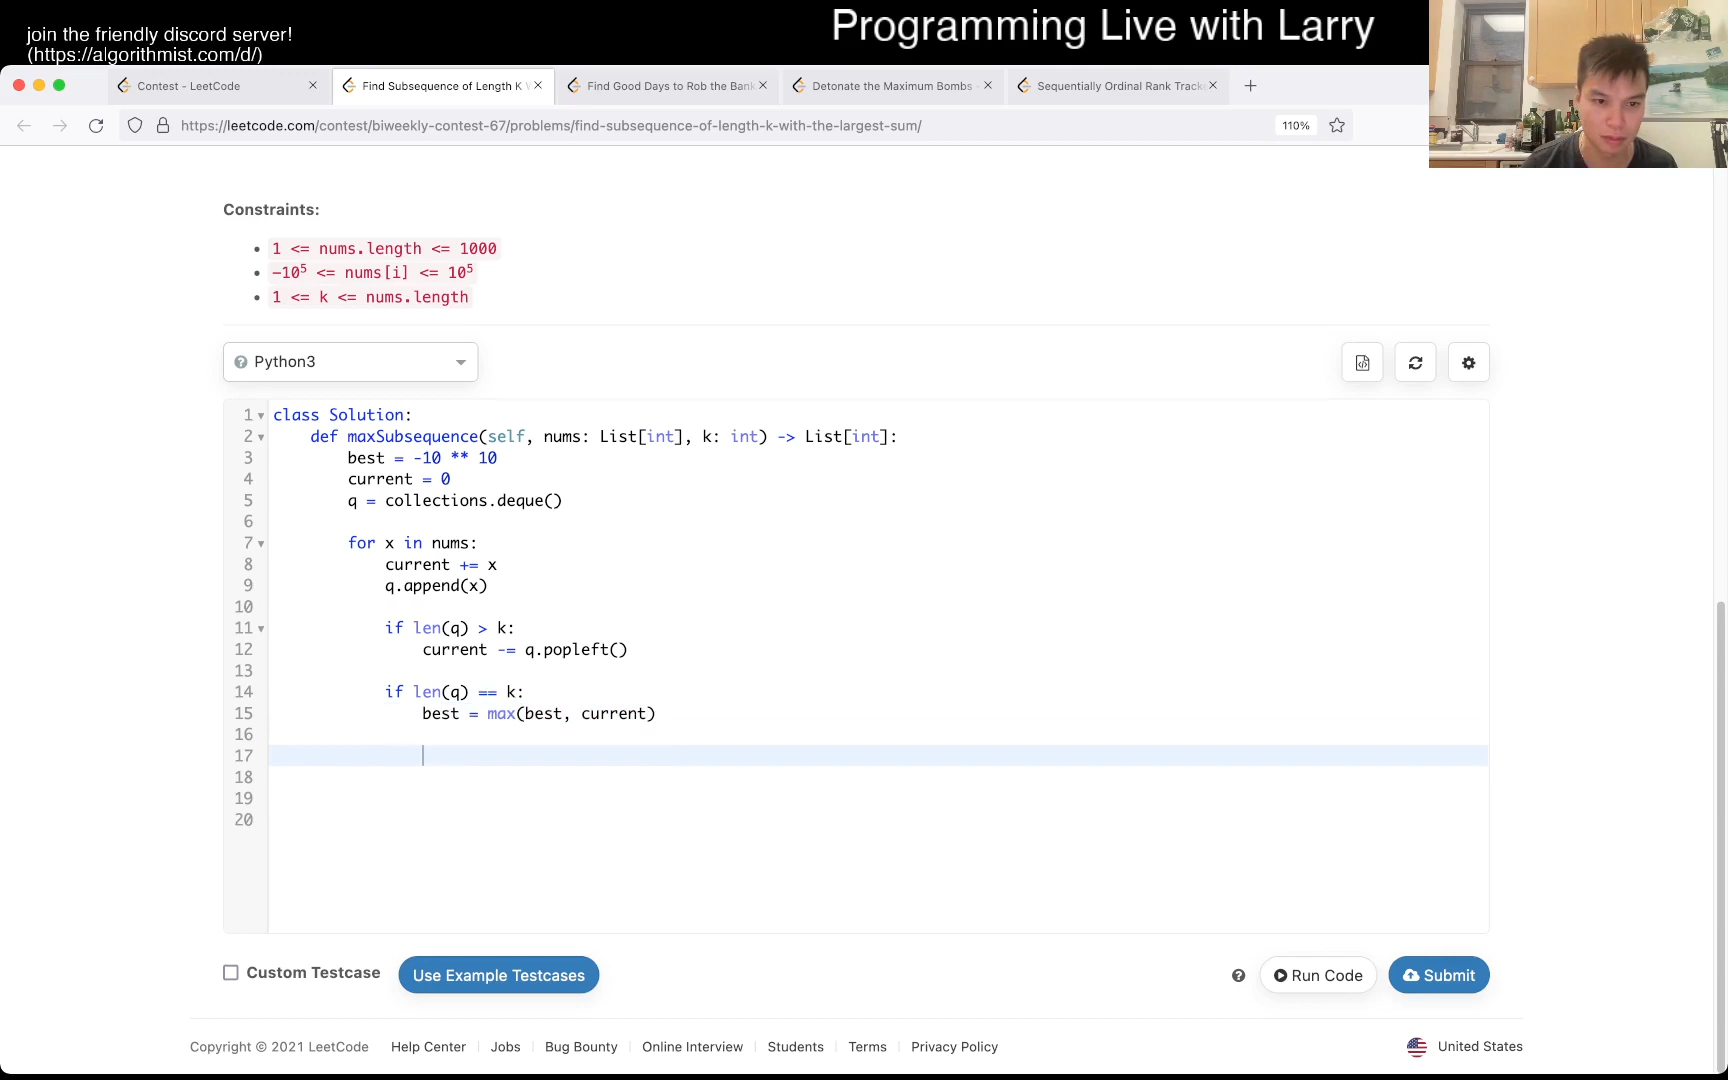 join the friendly discord server!
(https://algorithmist.com/d/)
Programming Live with Larry
Contest - LeetCode
Find Subsequence of Length K
Find Good Days to Rob the Bank
Detonate the Maximum Bombs -
Sequentially Ordinal Rank Tracke
https://leetcode.com/contest/biweekly-contest-67/problems/find-subsequence-of-length-k-with-the-largest-sum/
110%
Constraints:
1 <= nums.length <= 1000
-10⁵ <= nums[i] <= 10⁵
1 <= k <= nums.length
Python3
1 class Solution:
2 def maxSubsequence(self, nums: List[int], k: int) -> List[int]:
3 best = -10 ** 10
4 current = 0
5 q = collections.deque()
6
7 for x in nums:
8 current += x
9 q.append(x)
10
11 if len(q) > k:
12 current -= q.popleft()
13
14 if len(q) == k:
15 best = max(best, current)
16
17
18
19
20
Custom Testcase
Use Example Testcases
Run Code
Submit
Copyright © 2021 LeetCode
Help Center
Jobs
Bug Bounty
Online Interview
Students
Terms
Privacy Policy
United States